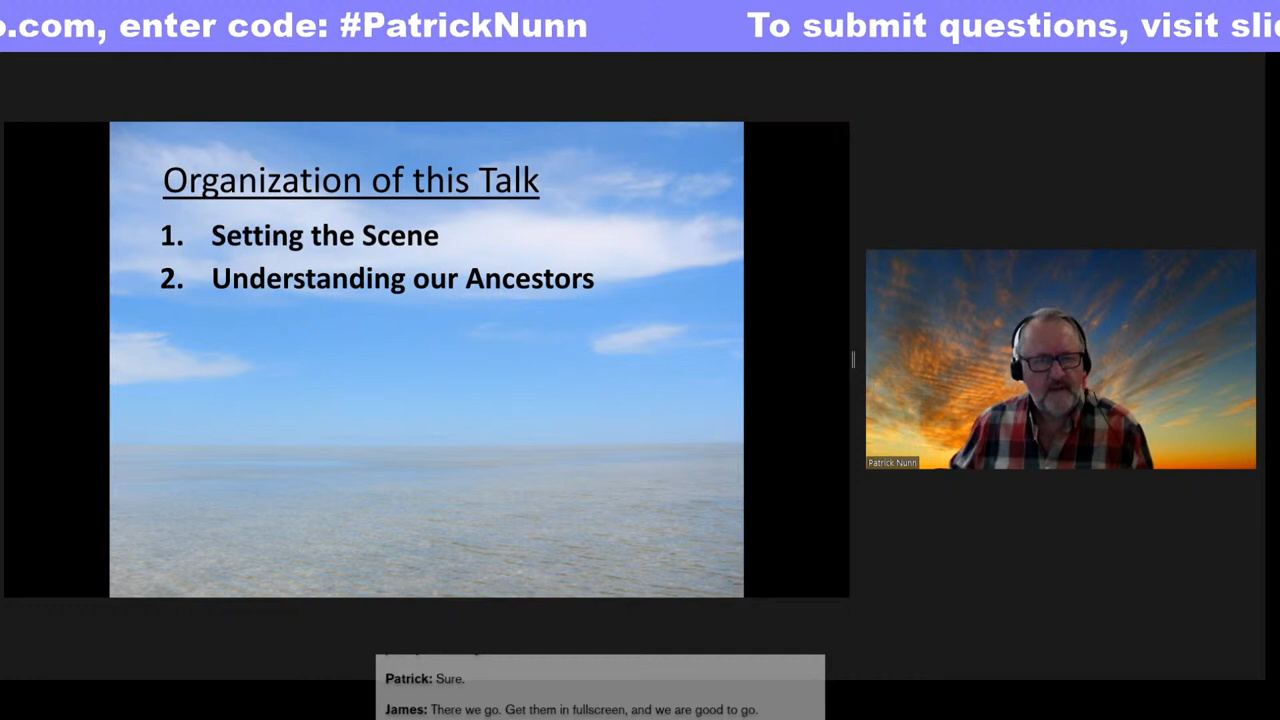 o.com, enter code: #PatrickNunn To submit questions, visit slid
Organization of this Talk
1. Setting the Scene
2. Understanding our Ancestors
Patrick Nunn
Patrick: Sure.
James: There we go. Get them in fullscreen, and we are good to go.